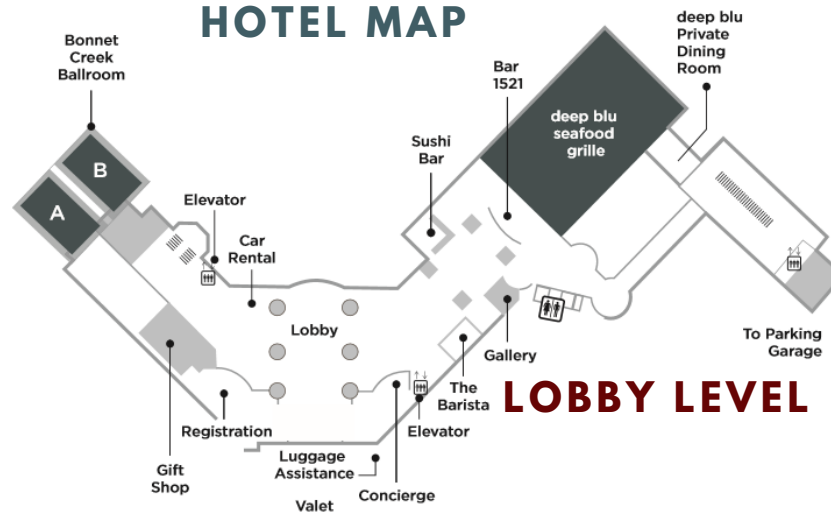 HOTEL MAP
deep blu
Private
Dining
Room
Bonnet
Creek
Ballroom
Bar
1521
deep blu
seafood
grille
Sushi
Bar
B
A
Elevator
Car
Rental
Lobby
Gallery
To Parking
Garage
The
Barista
LOBBY LEVEL
Registration
Elevator
Luggage
Assistance
Gift
Shop
Concierge
Valet